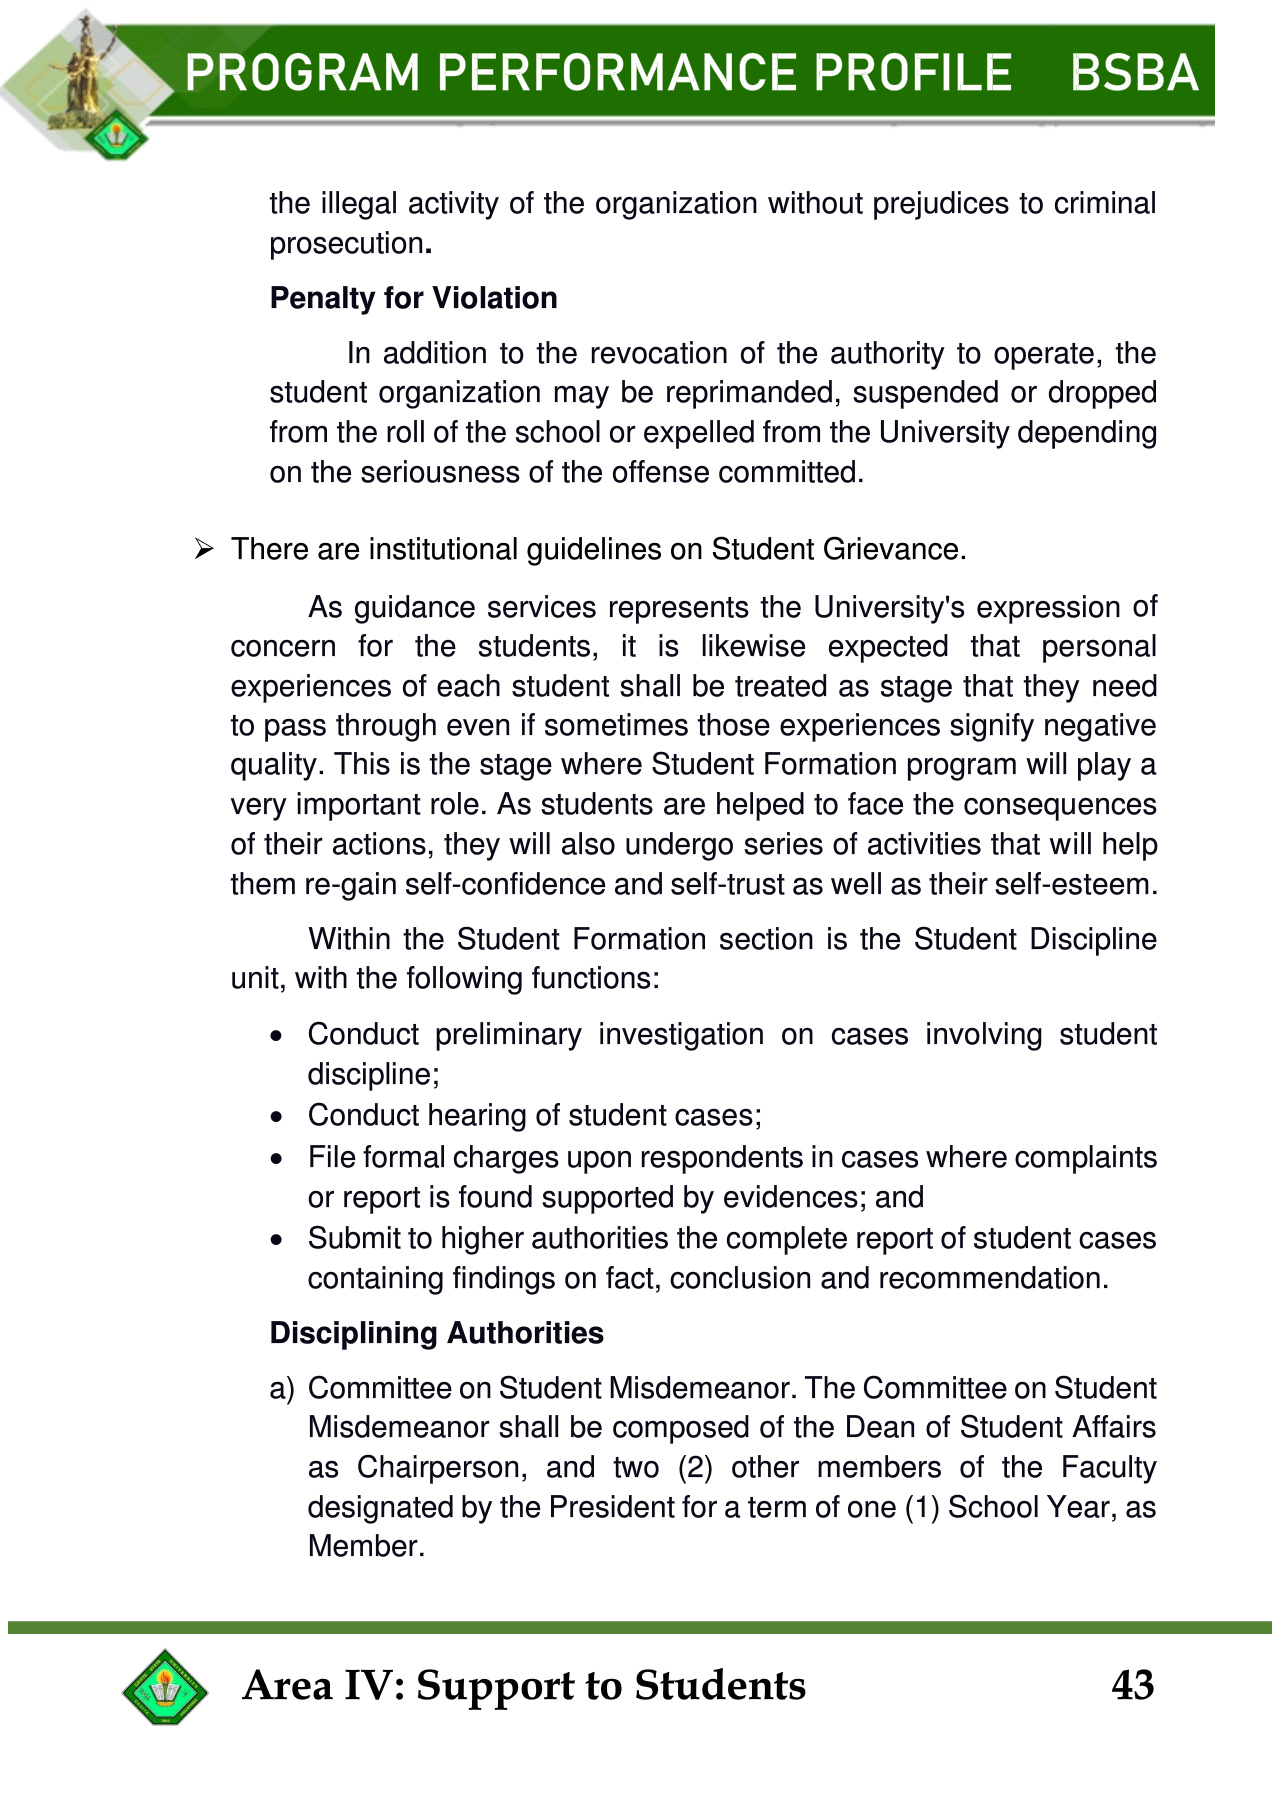 PROGRAM PERFORMANCE PROFILE BSBA
the illegal activity of the organization without prejudices to criminal
prosecution.
Penalty for Violation
In addition to the revocation of the authority to operate, the
student organization may be reprimanded, suspended or dropped
from the roll of the school or expelled from the University depending
on the seriousness of the offense committed.
➢ There are institutional guidelines on Student Grievance.
As guidance services represents the University's expression of
concern for the students, it is likewise expected that personal
experiences of each student shall be treated as stage that they need
to pass through even if sometimes those experiences signify negative
quality. This is the stage where Student Formation program will play a
very important role. As students are helped to face the consequences
of their actions, they will also undergo series of activities that will help
them re-gain self-confidence and self-trust as well as their self-esteem.
Within the Student Formation section is the Student Discipline
unit, with the following functions:
• Conduct preliminary investigation on cases involving student
discipline;
• Conduct hearing of student cases;
• File formal charges upon respondents in cases where complaints
or report is found supported by evidences; and
• Submit to higher authorities the complete report of student cases
containing findings on fact, conclusion and recommendation.
Disciplining Authorities
a) Committee on Student Misdemeanor. The Committee on Student
Misdemeanor shall be composed of the Dean of Student Affairs
as Chairperson, and two (2) other members of the Faculty
designated by the President for a term of one (1) School Year, as
Member.
Area IV: Support to Students 43